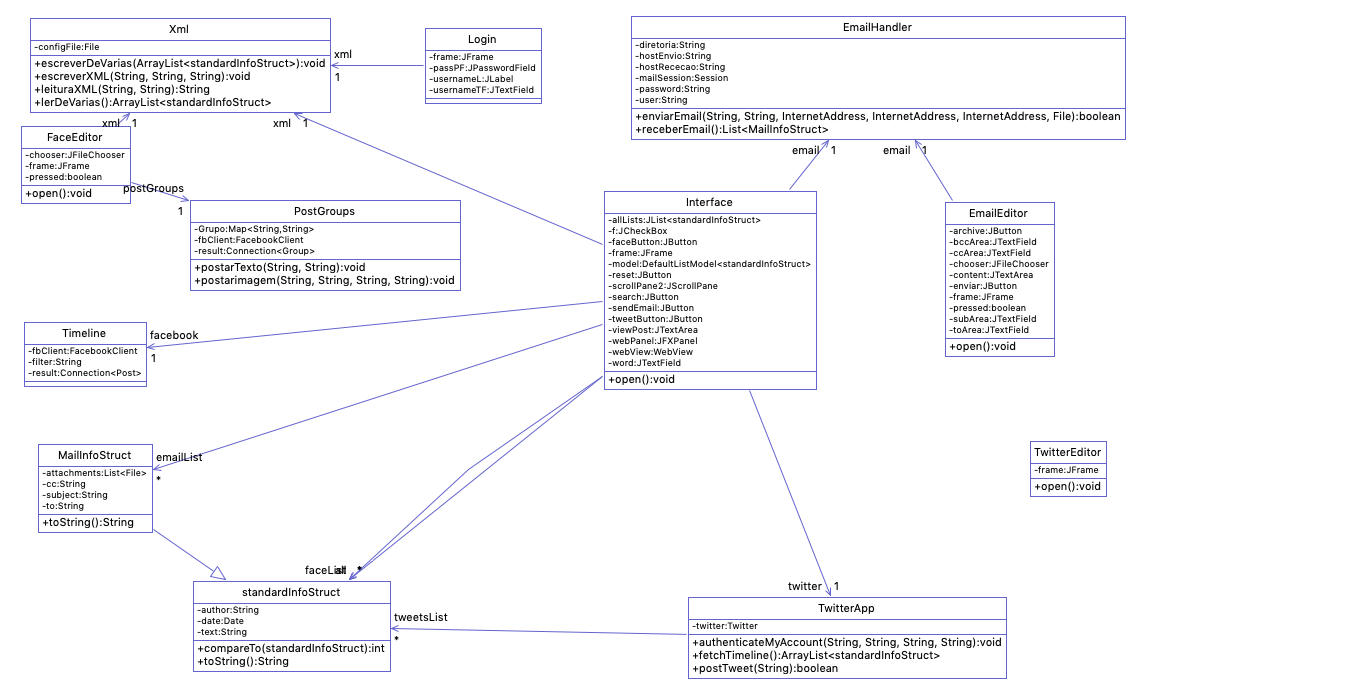 Xml
-configFile:File
+escreverDeVarias(ArrayList<standardInfoStruct>):void
+escreverXML(String, String, String):void
+leituraXML(String, String):String
+lerDeVarias():ArrayList<standardInfoStruct>
xml
1
Login
-frame:JFrame
-passPF:JPasswordField
-usernameL:JLabel
-usernameTF:JTextField
EmailHandler
-diretoria:String
-hostEnvio:String
-hostRececao:String
-mailSession:Session
-password:String
-user:String
+enviarEmail(String, String, InternetAddress, InternetAddress, InternetAddress, File):boolean
+receberEmail():List<MailInfoStruct>
xml 1
xml 1
email 1
email 1
FaceEditor
-chooser:JFileChooser
-frame:JFrame
-pressed:boolean
+open():void
postGroups
1
PostGroups
-Grupo:Map<String,String>
-fbClient:FacebookClient
-result:Connection<Group>
+postarTexto(String, String):void
+postarimagem(String, String, String, String):void
Interface
-allLists:JList<standardInfoStruct>
-f:JCheckBox
-faceButton:JButton
-frame:JFrame
-model:DefaultListModel<standardInfoStruct>
-reset:JButton
-scrollPane2:JScrollPane
-search:JButton
-sendEmail:JButton
-tweetButton:JButton
-viewPost:JTextArea
-webPanel:JFXPanel
-webView:WebView
-word:JTextField
+open():void
EmailEditor
-archive:JButton
-bccArea:JTextField
-ccArea:JTextField
-chooser:JFileChooser
-content:JTextArea
-enviar:JButton
-frame:JFrame
-pressed:boolean
-subArea:JTextField
-toArea:JTextField
+open():void
Timeline
-fbClient:FacebookClient
-filter:String
-result:Connection<Post>
facebook
1
MailInfoStruct
-attachments:List<File>
-cc:String
-subject:String
-to:String
+toString():String
emailList
*
TwitterEditor
-frame:JFrame
+open():void
faceList
*
standardInfoStruct
-author:String
-date:Date
-text:String
+compareTo(standardInfoStruct):int
+toString():String
tweetsList
*
twitter 1
TwitterApp
-twitter:Twitter
+authenticateMyAccount(String, String, String, String):void
+fetchTimeline():ArrayList<standardInfoStruct>
+postTweet(String):boolean